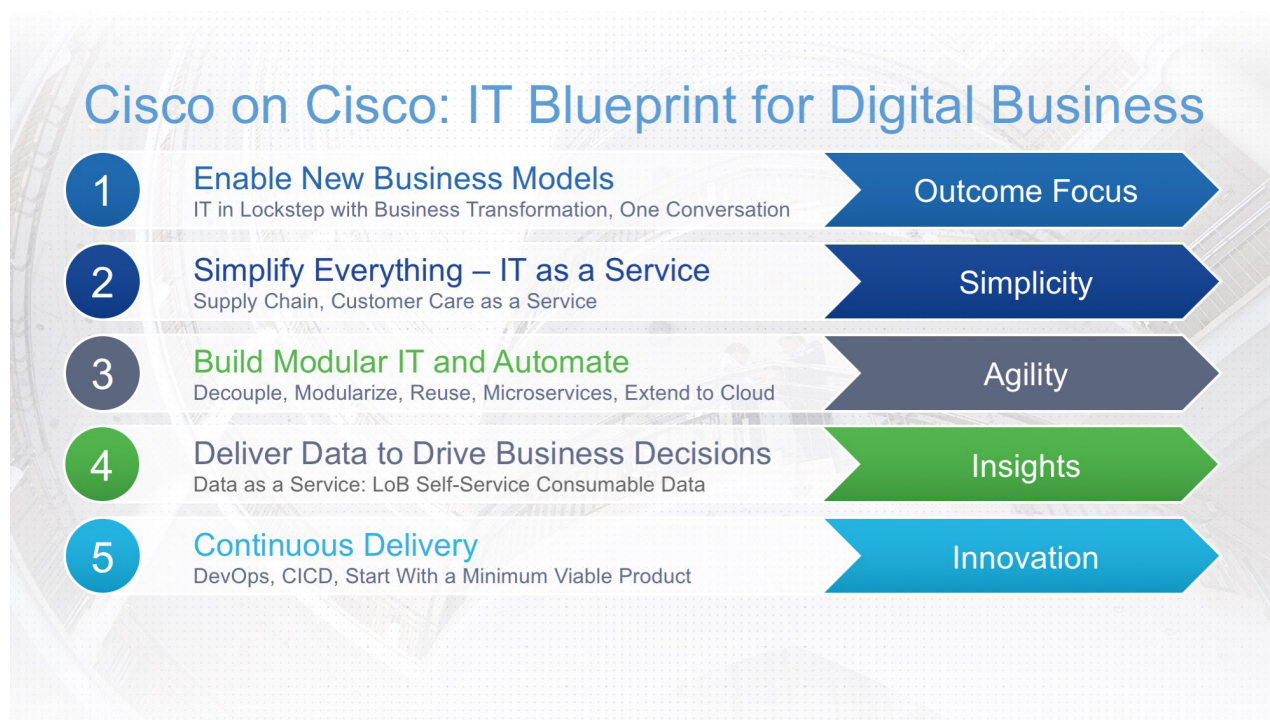 Cisco on Cisco: IT Blueprint for Digital Business
1
Enable New Business Models
IT in Lockstep with Business Transformation, One Conversation
Outcome Focus
2
Simplify Everything – IT as a Service
Supply Chain, Customer Care as a Service
Simplicity
3
Build Modular IT and Automate
Decouple, Modularize, Reuse, Microservices, Extend to Cloud
Agility
4
Deliver Data to Drive Business Decisions
Data as a Service: LoB Self-Service Consumable Data
Insights
5
Continuous Delivery
DevOps, CICD, Start With a Minimum Viable Product
Innovation